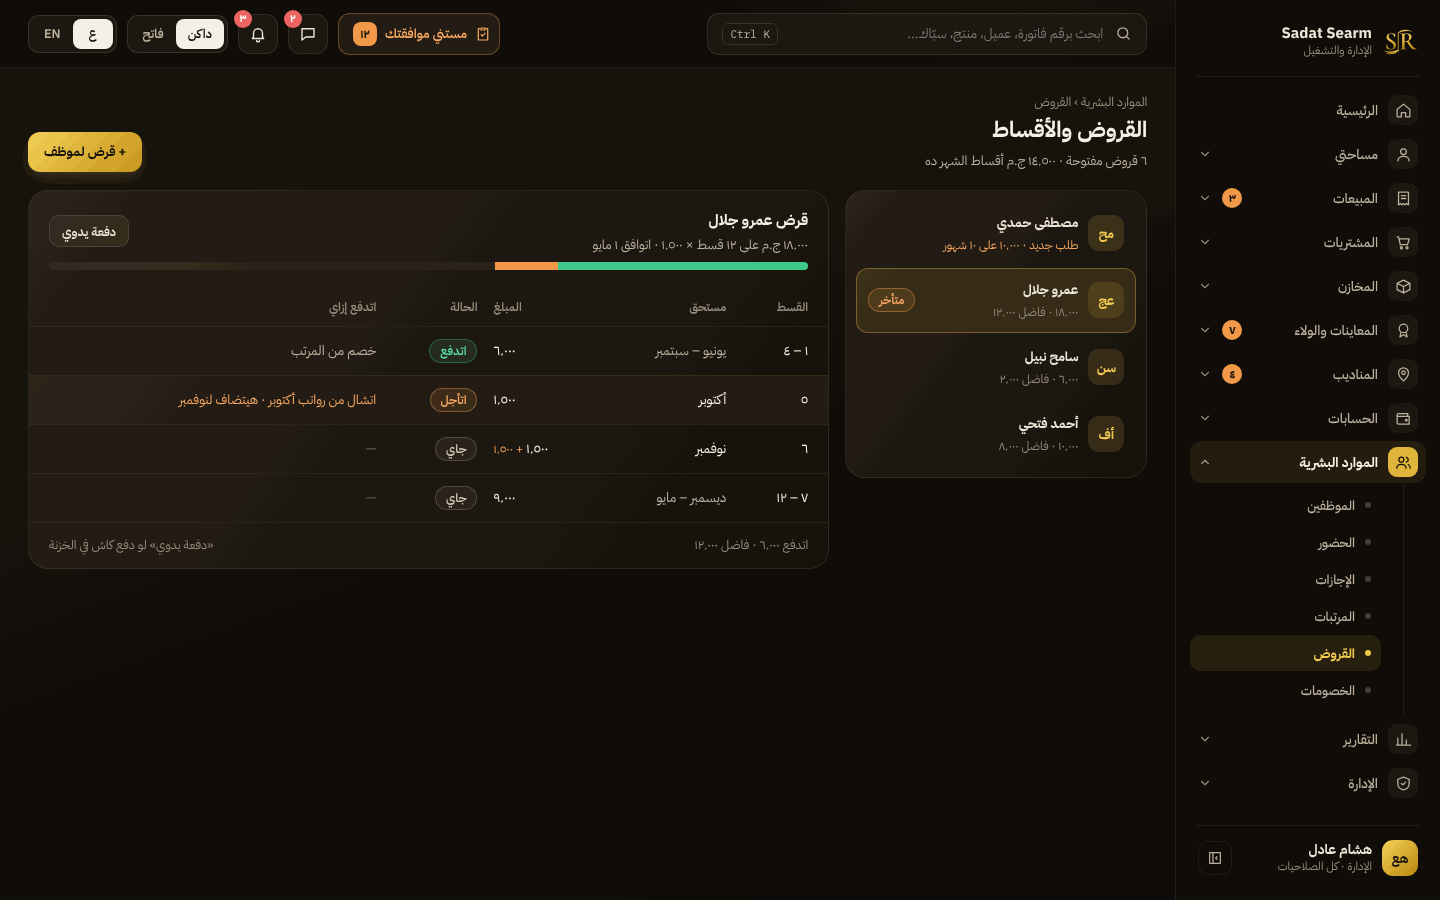 Sadat Searm
الإدارة والتشغيل
الرئيسية
مساحتي
المبيعات ٣
المشتريات
المخازن
المعاينات والولاء ٧
المناديب ٤
الحسابات
الموارد البشرية
الموظفين
الحضور
الإجازات
المرتبات
القروض
الخصومات
التقارير
الإدارة
هع هشام عادل
الإدارة · كل الصلاحيات
ابحث برقم فاتورة، عميل، منتج، سبّاك... Ctrl K
مستني موافقتك ١٢
٢
٣
داكن فاتح
ع EN
الموارد البشرية › القروض
القروض والأقساط
٦ قروض مفتوحة · ١٤,٥٠٠ ج.م أقساط الشهر ده
+ قرض لموظف
مح مصطفى حمدي
طلب جديد · ١٠,٠٠٠ على ١٠ شهور
عج عمرو جلال متأخر
١٨,٠٠٠ · فاضل ١٢,٠٠٠
سن سامح نبيل
٦,٠٠٠ · فاضل ٢,٠٠٠
أف أحمد فتحي
١٠,٠٠٠ · فاضل ٨,٠٠٠
قرض عمرو جلال
١٨,٠٠٠ ج.م على ١٢ قسط × ١,٥٠٠ · اتوافق ١ مايو
دفعة يدوي
القسط مستحق المبلغ الحالة اتدفع إزاي
١ – ٤ يونيو – سبتمبر ٦,٠٠٠ اتدفع خصم من المرتب
٥ أكتوبر ١,٥٠٠ اتأجل اتشال من رواتب أكتوبر · هيتضاف لنوفمبر
٦ نوفمبر ١,٥٠٠ + ١,٥٠٠ جاي —
٧ – ١٢ ديسمبر – مايو ٩,٠٠٠ جاي —
اتدفع ٦,٠٠٠ · فاضل ١٢,٠٠٠
«دفعة يدوي» لو دفع كاش في الخزنة